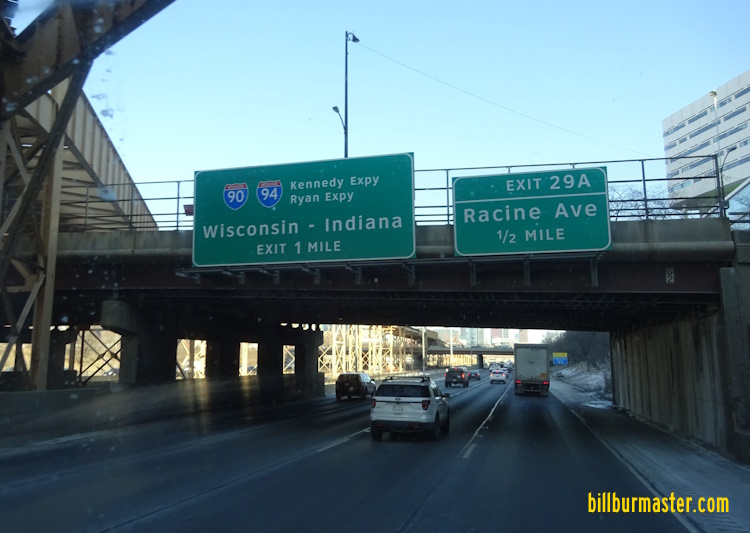 90 94 Kennedy Expy
Ryan Expy
Wisconsin - Indiana
EXIT 1 MILE
EXIT 29A
Racine Ave
1/2 MILE
billburmaster.com